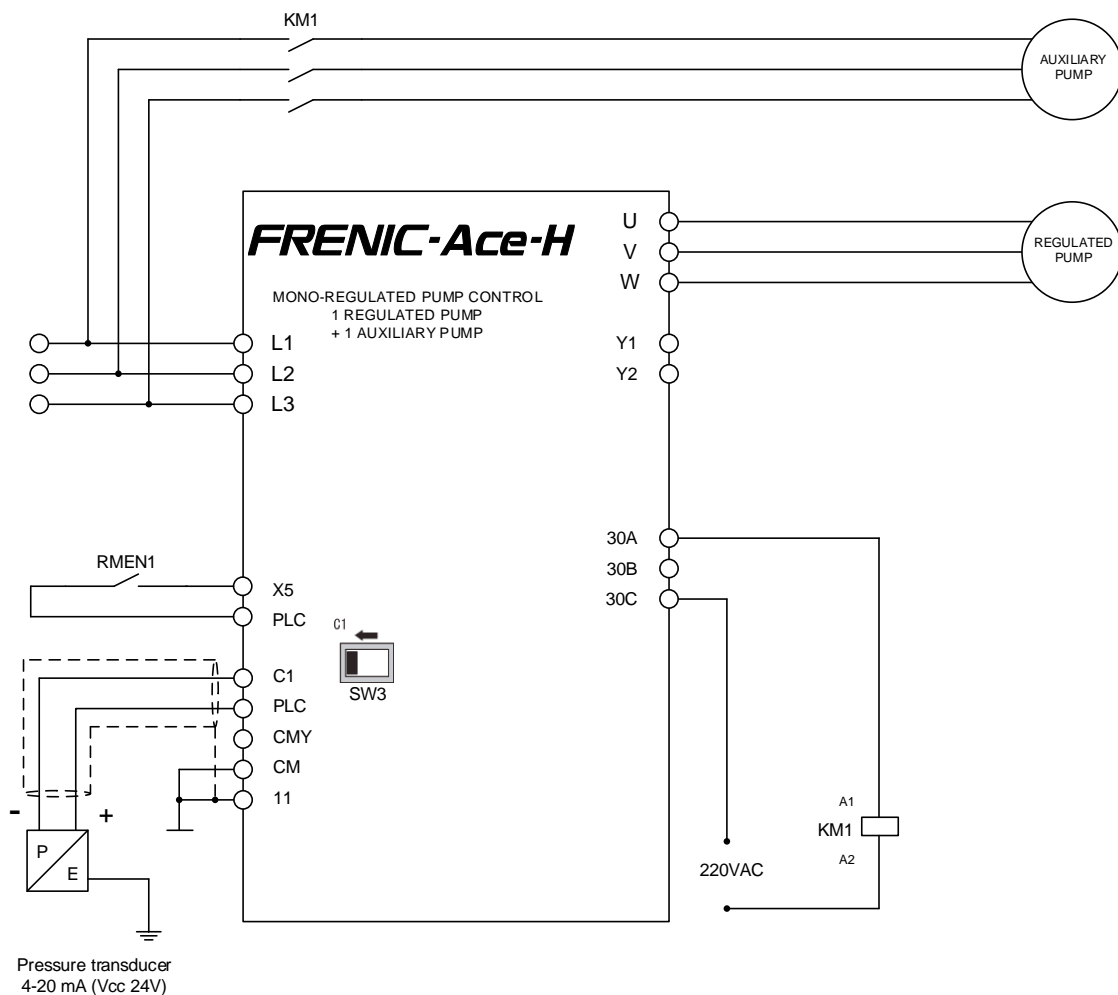 KM1
AUXILIARY
PUMP
FRENIC-Ace-H
MONO-REGULATED PUMP CONTROL
1 REGULATED PUMP
+ 1 AUXILIARY PUMP
U
V
W
REGULATED
PUMP
L1
L2
L3
Y1
Y2
30A
30B
30C
RMEN1
X5
PLC
C1
SW3
C1
PLC
CMY
CM
11
-
+
P
E
A1
KM1
A2
220VAC
Pressure transducer
4-20 mA (Vcc 24V)